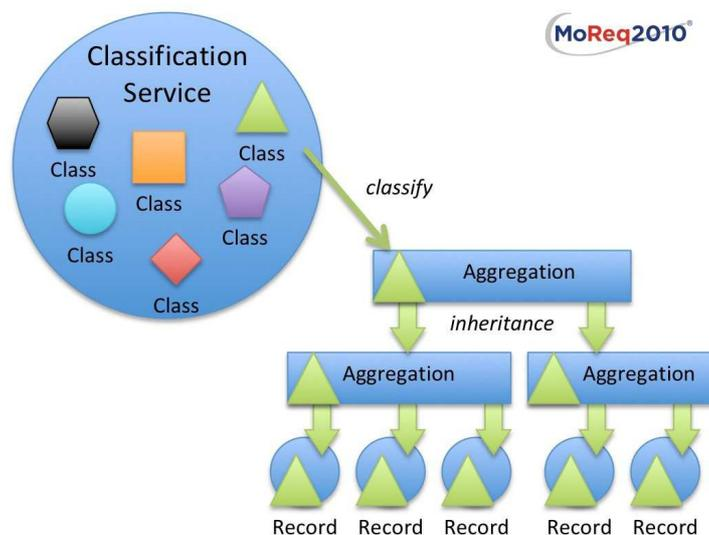 MoReq2010®
Classification
Service
Class
Class
Class
Class
Class
Class
classify
Aggregation
inheritance
Aggregation
Aggregation
Record
Record
Record
Record
Record